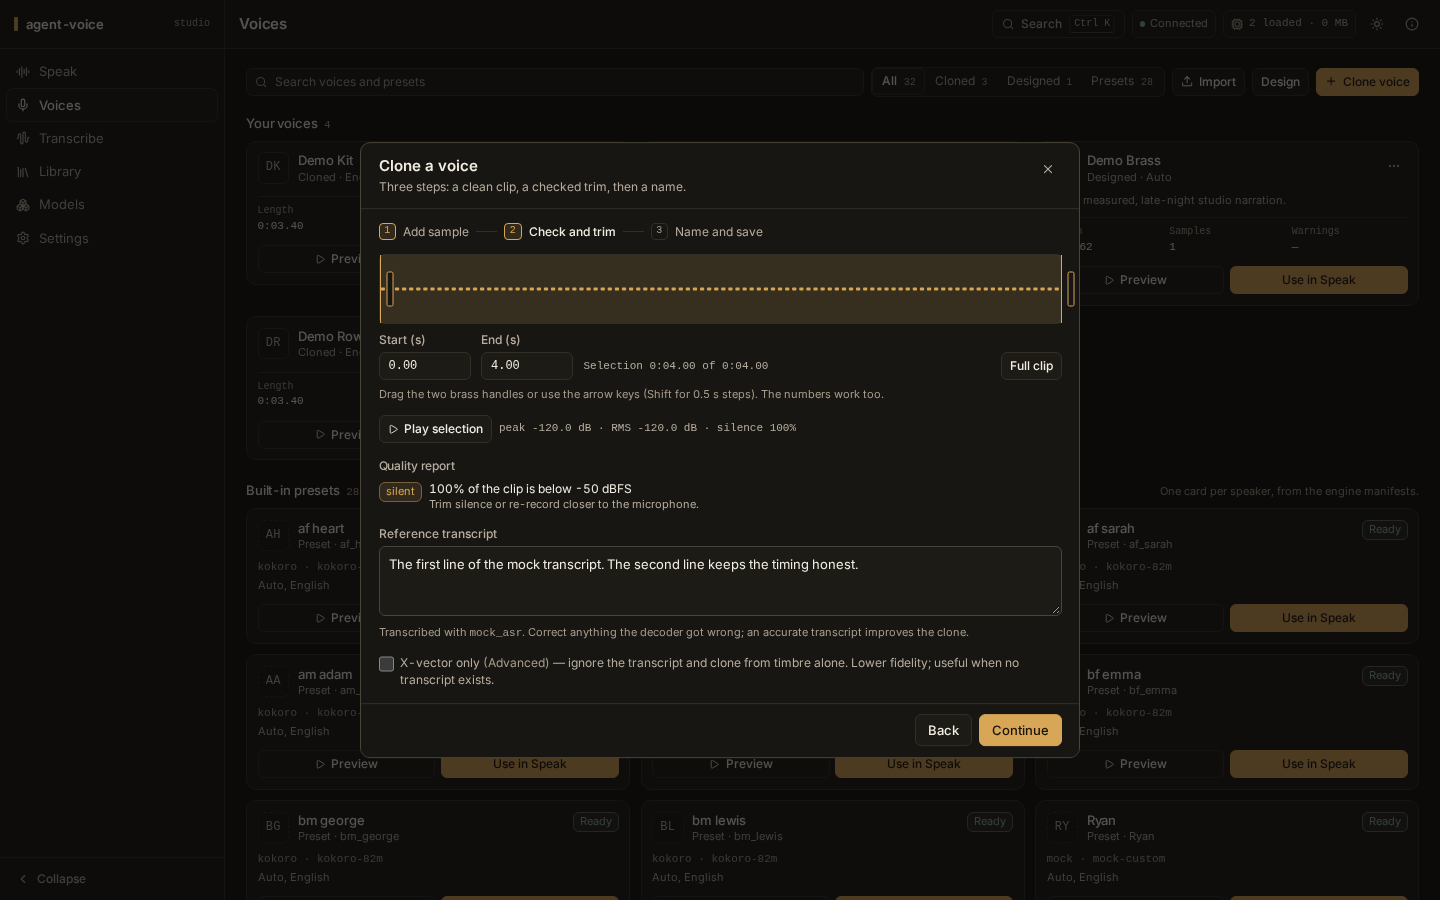 agent-voice
studio
Voices
Search Ctrl K
Connected
2 loaded · 0 MB
Speak
Voices
Transcribe
Library
Models
Settings
Collapse
Search voices and presets
All 32
Cloned 3
Designed 1
Presets 28
Import
Design
Clone voice
Your voices 4
DK
Demo Kit
Length
0:03.40
DR
Length
0:03.40
Demo Brass
Designed · Auto
measured, late-night studio narration.
Samples
1
Warnings
—
Preview
Use in Speak
Clone a voice
Three steps: a clean clip, a checked trim, then a name.
1 Add sample
2 Check and trim
3 Name and save
Start (s)
End (s)
0.00
4.00
Selection 0:04.00 of 0:04.00
Full clip
Drag the two brass handles or use the arrow keys (Shift for 0.5 s steps). The numbers work too.
Play selection
peak -120.0 dB · RMS -120.0 dB · silence 100%
Quality report
silent
100% of the clip is below -50 dBFS
Trim silence or re-record closer to the microphone.
Reference transcript
The first line of the mock transcript. The second line keeps the timing honest.
Transcribed with mock_asr. Correct anything the decoder got wrong; an accurate transcript improves the clone.
X-vector only (Advanced) — ignore the transcript and clone from timbre alone. Lower fidelity; useful when no
transcript exists.
Back
Continue
Built-in presets 28
One card per speaker, from the engine manifests.
AH
af heart
Auto, English
af sarah
Preset · af_sarah
Ready
kokoro-82m
English
Preview
Use in Speak
AA
am adam
Auto, English
Preview
Use in Speak
Preview
Use in Speak
bf emma
Preset · bf_emma
Ready
kokoro-82m
English
Preview
Use in Speak
BG
bm george
Preset · bm_george
Ready
kokoro · kokoro-82m
Auto, English
BL
bm lewis
Preset · bm_lewis
Ready
kokoro · kokoro-82m
Auto, English
RY
Ryan
Preset · Ryan
Ready
mock · mock-custom
Auto, English